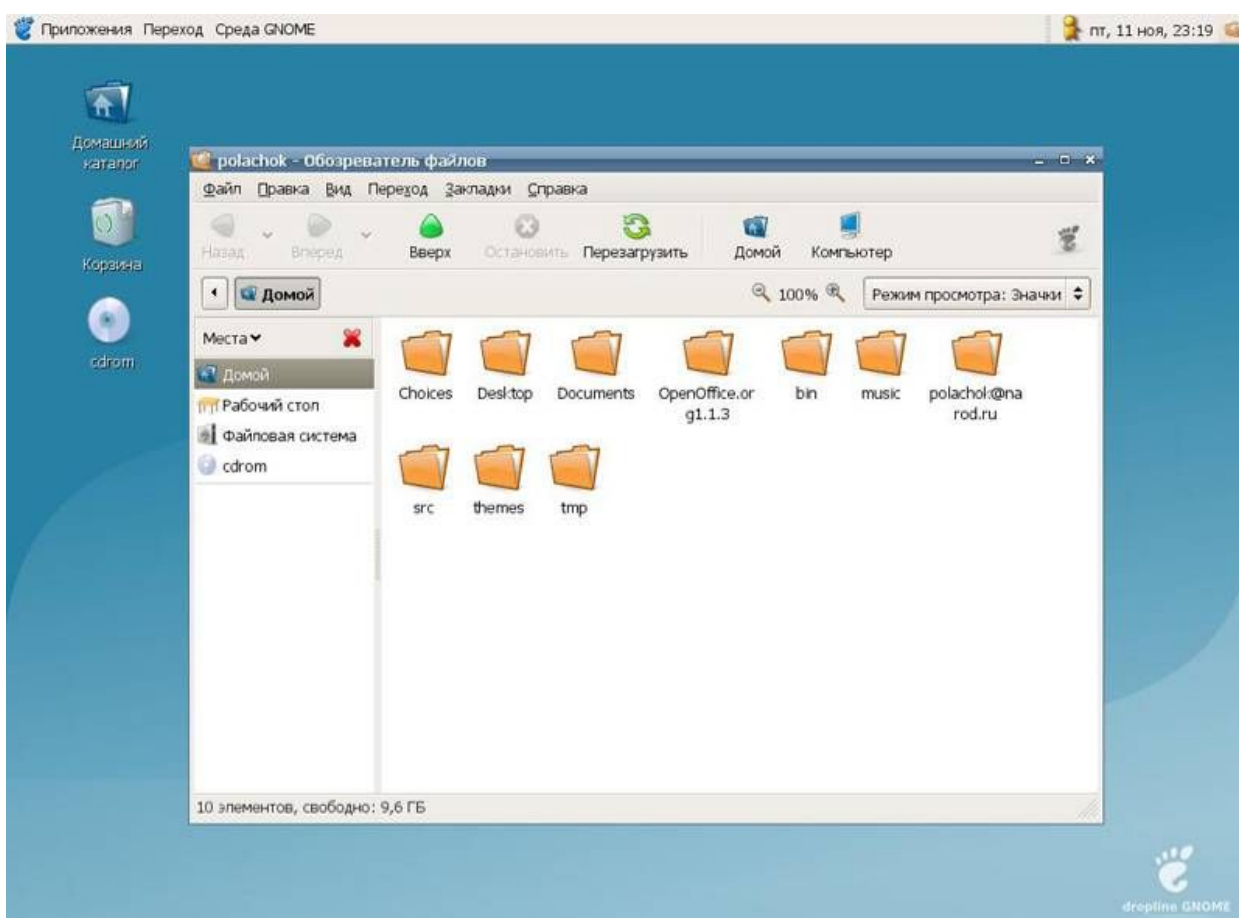 Приложения Переход Среда GNOME
пт, 11 ноя, 23:19
Домашний
каталог
Корзина
cdrom
polachok - Обозреватель файлов
Файл Правка Вид Переход Закладки Справка
Назад Вперед Вверх Остановить Перезагрузить Домой Компьютер
Домой
100%
Режим просмотра: Значки
Места
Домой
Рабочий стол
Файловая система
cdrom
Choices Desktop Documents OpenOffice.or bin music polachok@na
g1.1.3 rod.ru
src themes tmp
10 элементов, свободно: 9,6 ГБ
dropline GNOME